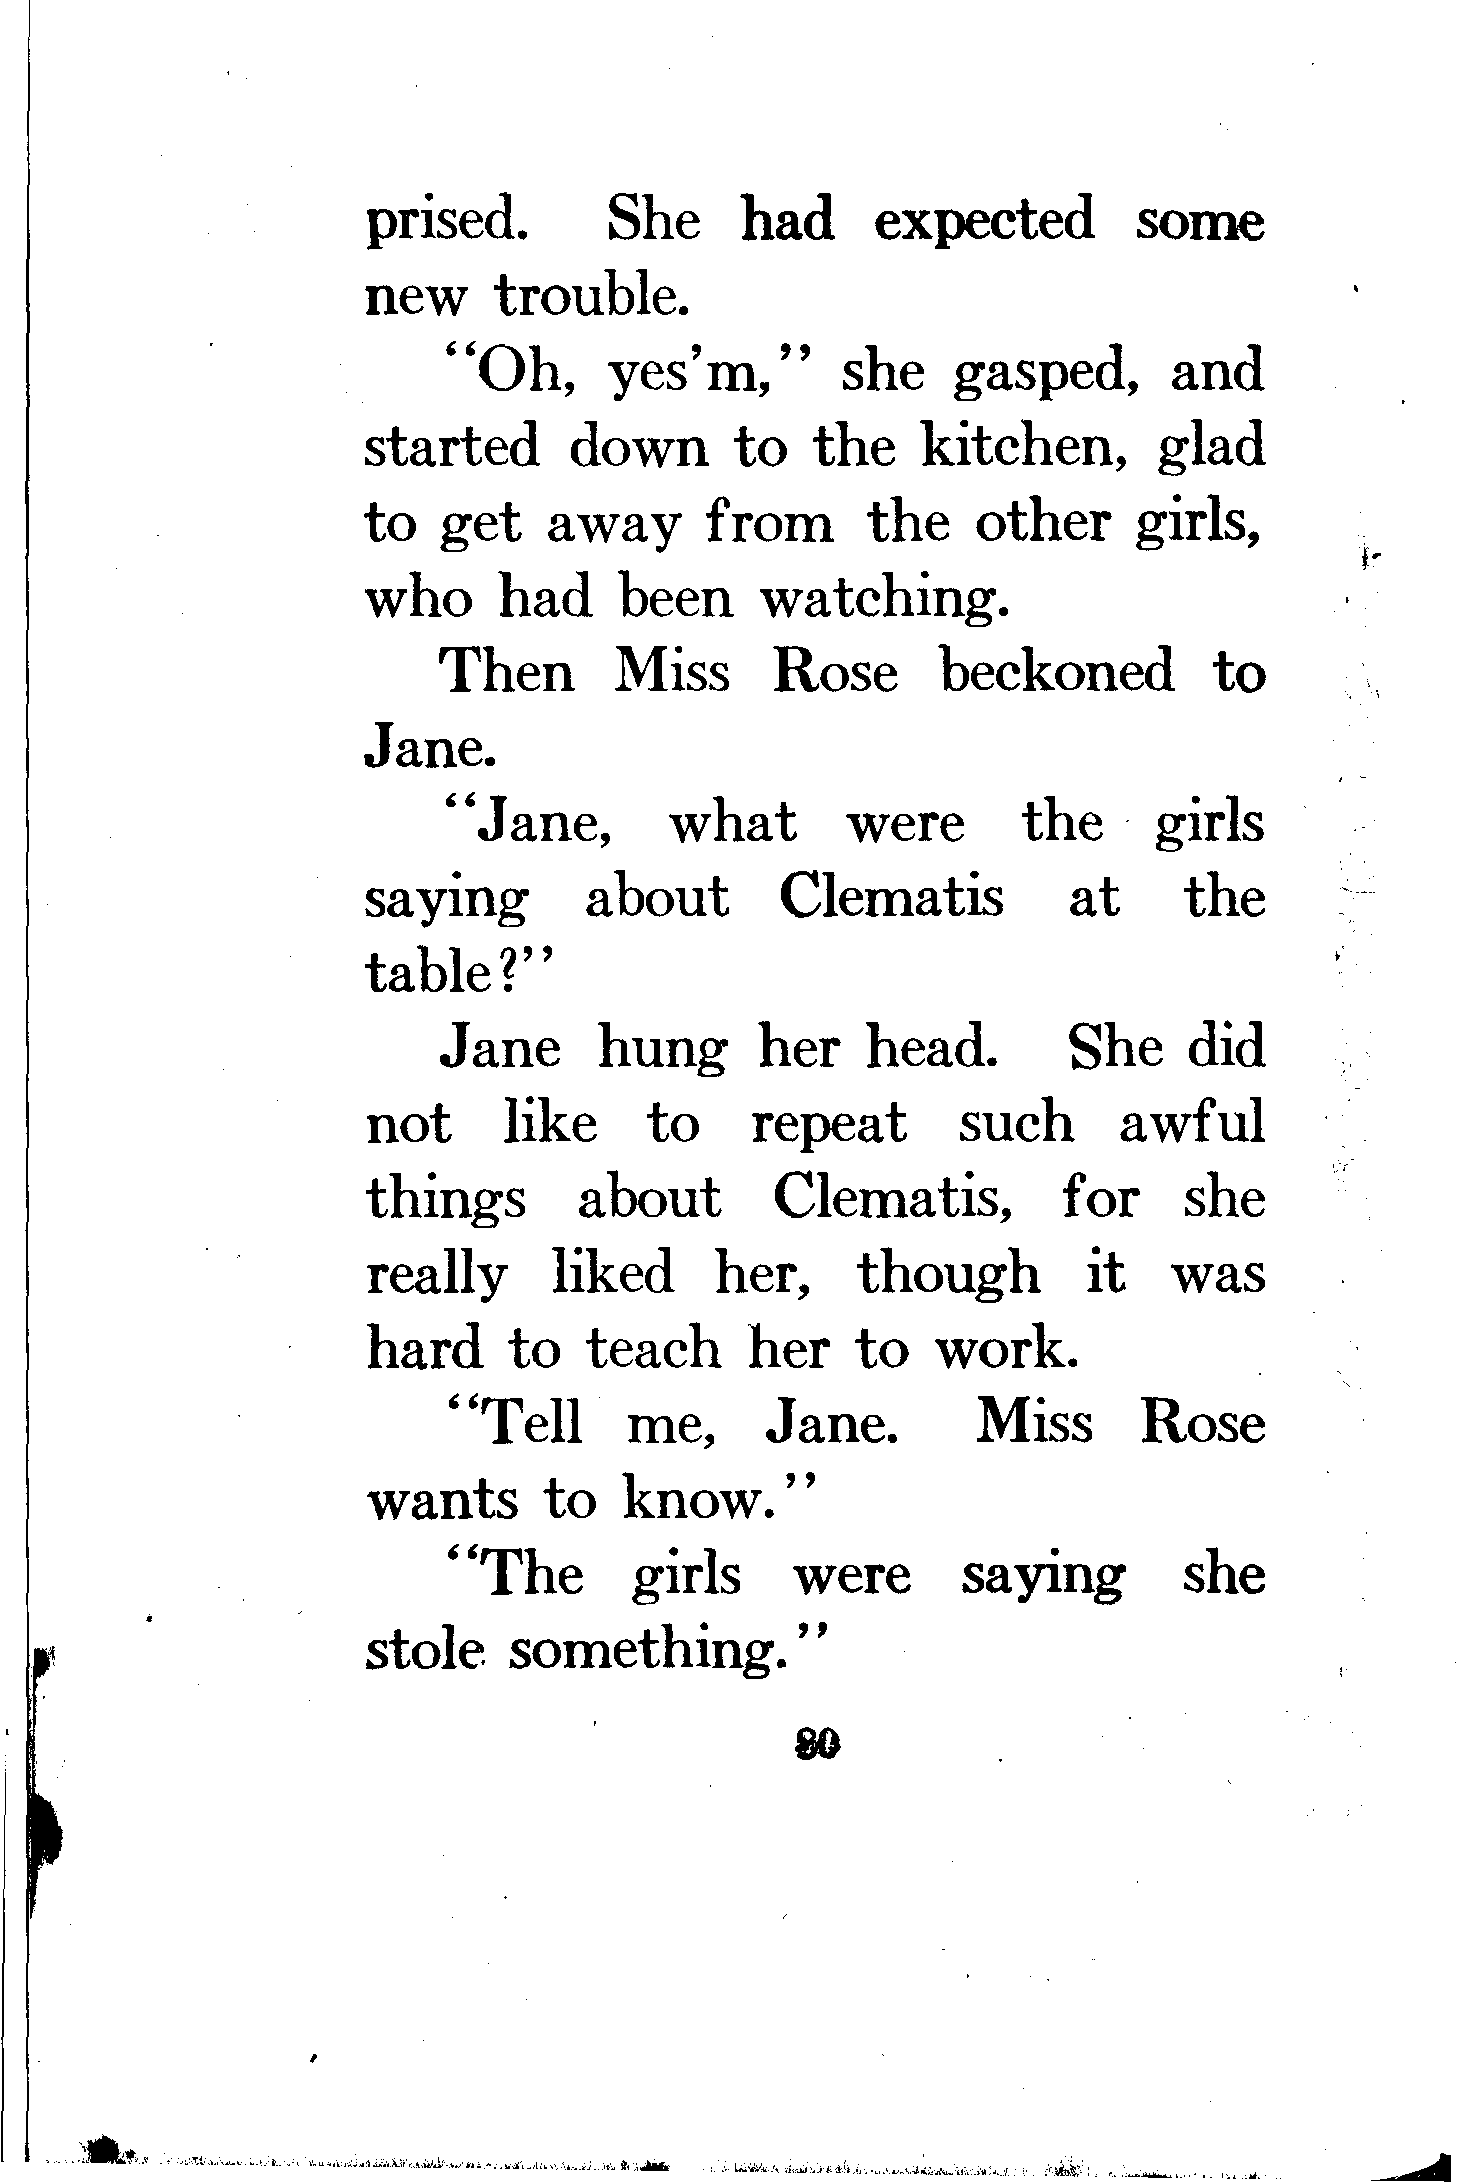 prised. She had expected some
new trouble.
“Oh, yes’m,” she gasped, and
started down to the kitchen, glad
to get away from the other girls,
who had been watching.
Then Miss Rose beckoned to
Jane.
“Jane, what were the girls
saying about Clematis at the
table?”
Jane hung her head. She did
not like to repeat such awful
things about Clematis, for she
really liked her, though it was
hard to teach her to work.
“Tell me, Jane. Miss Rose
wants to know.”
“The girls were saying she
stole something.”
80